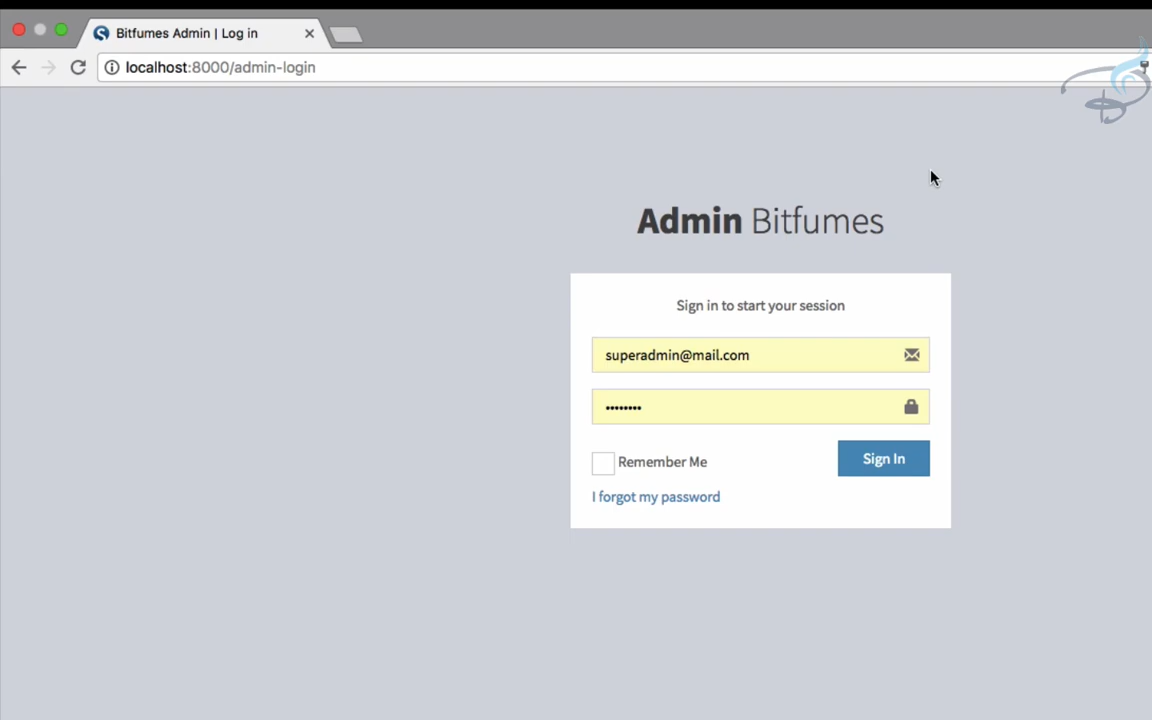 Bitfumes Admin | Log in
localhost:8000/admin-login
Admin Bitfumes
Sign in to start your session
superadmin@mail.com
••••••••
Remember Me
Sign In
I forgot my password